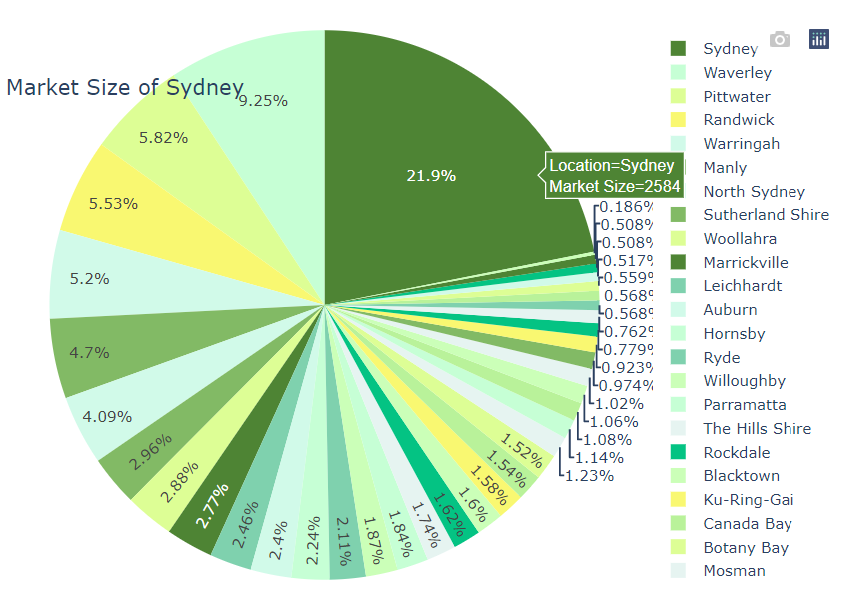 Market Size of Sydney
21.9%
9.25%
5.82%
5.53%
5.2%
4.7%
4.09%
2.96%
2.88%
2.77%
2.46%
2.4%
2.24%
2.11%
1.87%
1.84%
1.74%
1.62%
1.6%
1.58%
1.54%
1.52%
1.23%
1.14%
1.08%
1.06%
1.02%
0.974%
0.923%
0.779%
0.762%
0.568%
0.568%
0.559%
0.517%
0.508%
0.508%
0.186%
Location=Sydney
Market Size=2584
Sydney
Waverley
Pittwater
Randwick
Warringah
Manly
North Sydney
Sutherland Shire
Woollahra
Marrickville
Leichhardt
Auburn
Hornsby
Ryde
Willoughby
Parramatta
The Hills Shire
Rockdale
Blacktown
Ku-Ring-Gai
Canada Bay
Botany Bay
Mosman